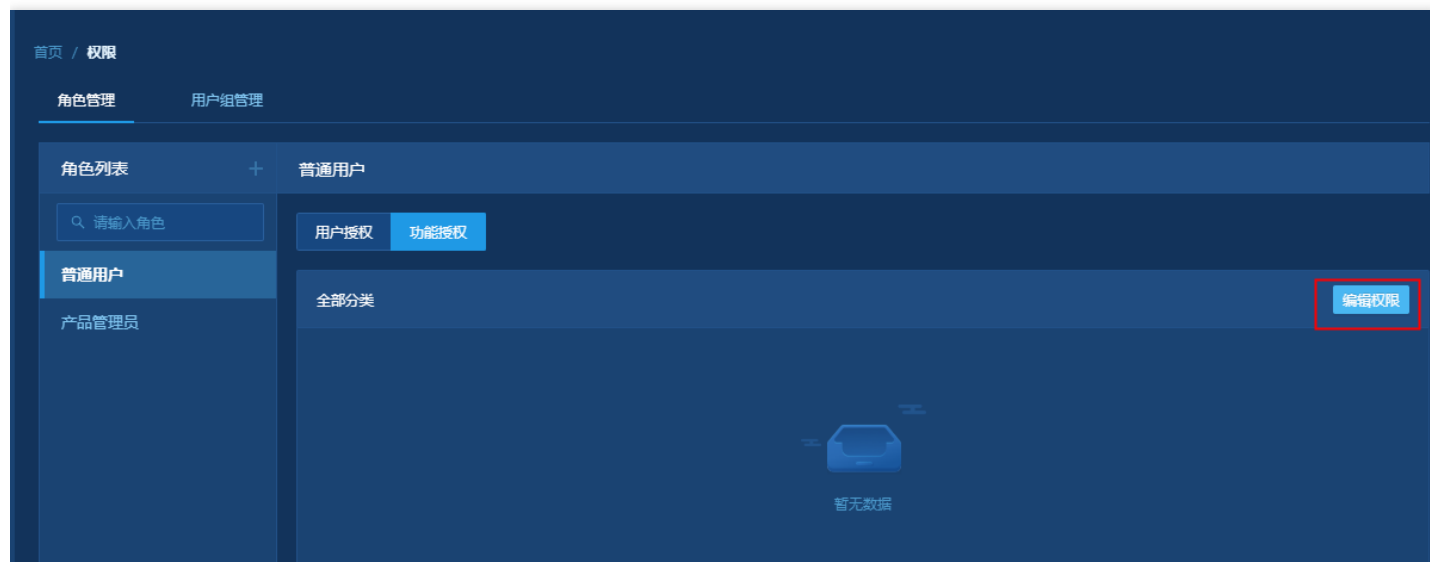 首页 / 权限
角色管理 用户组管理
角色列表 +
普通用户
请输入角色
用户授权 功能授权
普通用户
全部分类 编辑权限
产品管理员
暂无数据